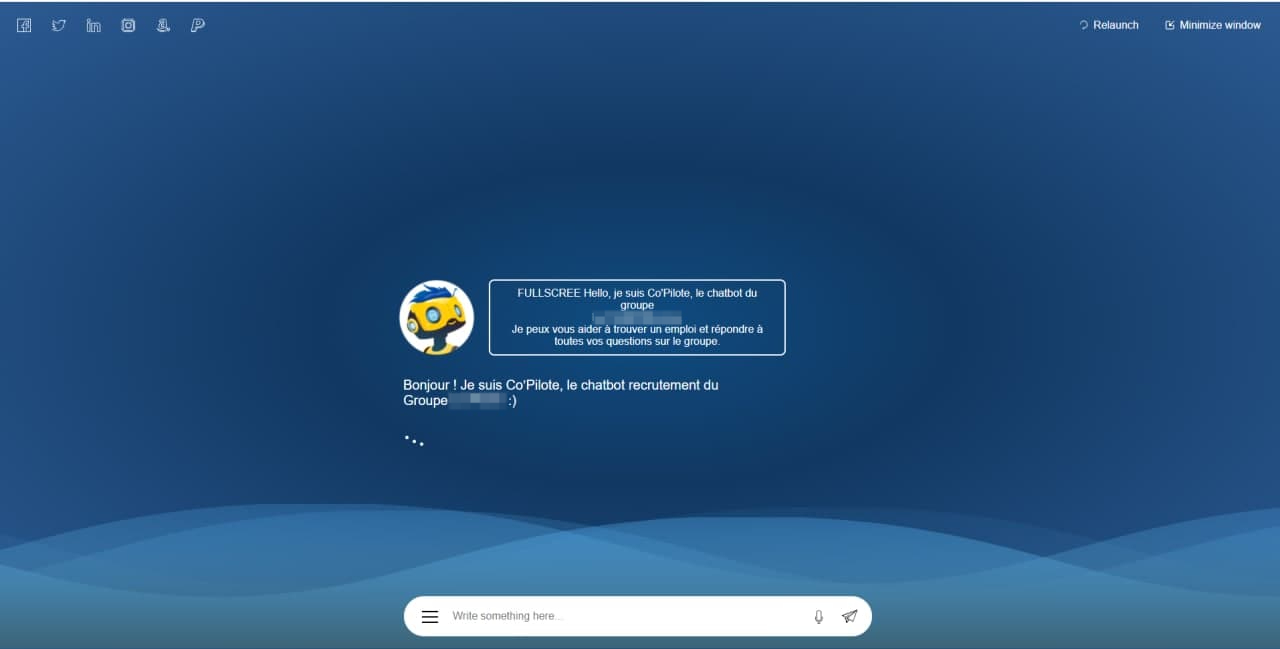 Relaunch
Minimize window
FULLSCREE Hello, je suis Co'Pilote, le chatbot du
groupe
Je peux vous aider à trouver un emploi et répondre à
toutes vos questions sur le groupe.
Bonjour ! Je suis Co'Pilote, le chatbot recrutement du
Groupe :)
Write something here...